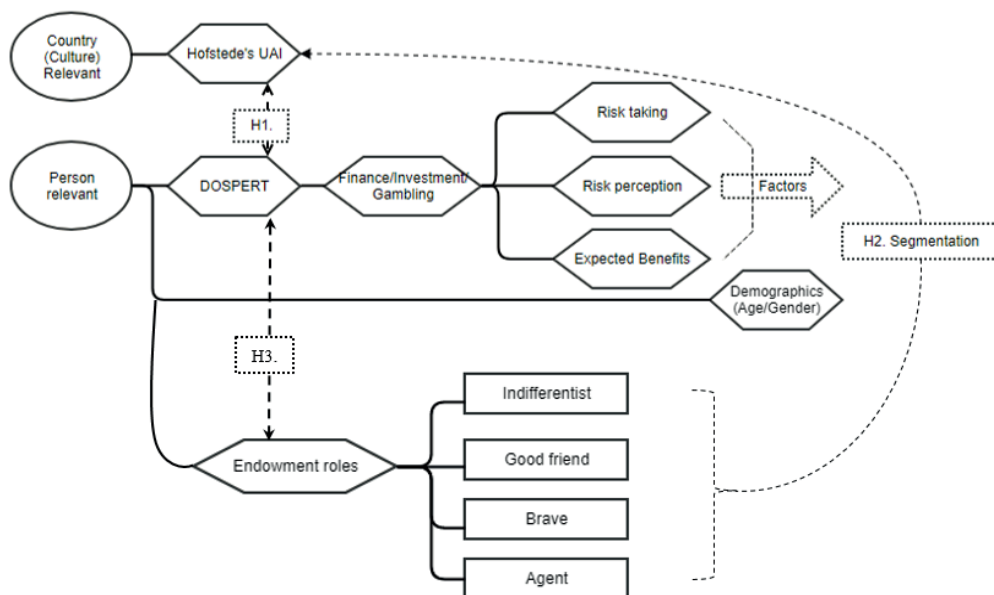 Country
(Culture)
Relevant
Hofstede's UAI
H1.
Risk taking
Person
relevant
DOSPERT
Finance/Investment/
Gambling
Risk perception
Factors
Expected Benefits
H2. Segmentation
Demographics
(Age/Gender)
H3.
Indifferentist
Endowment roles
Good friend
Brave
Agent